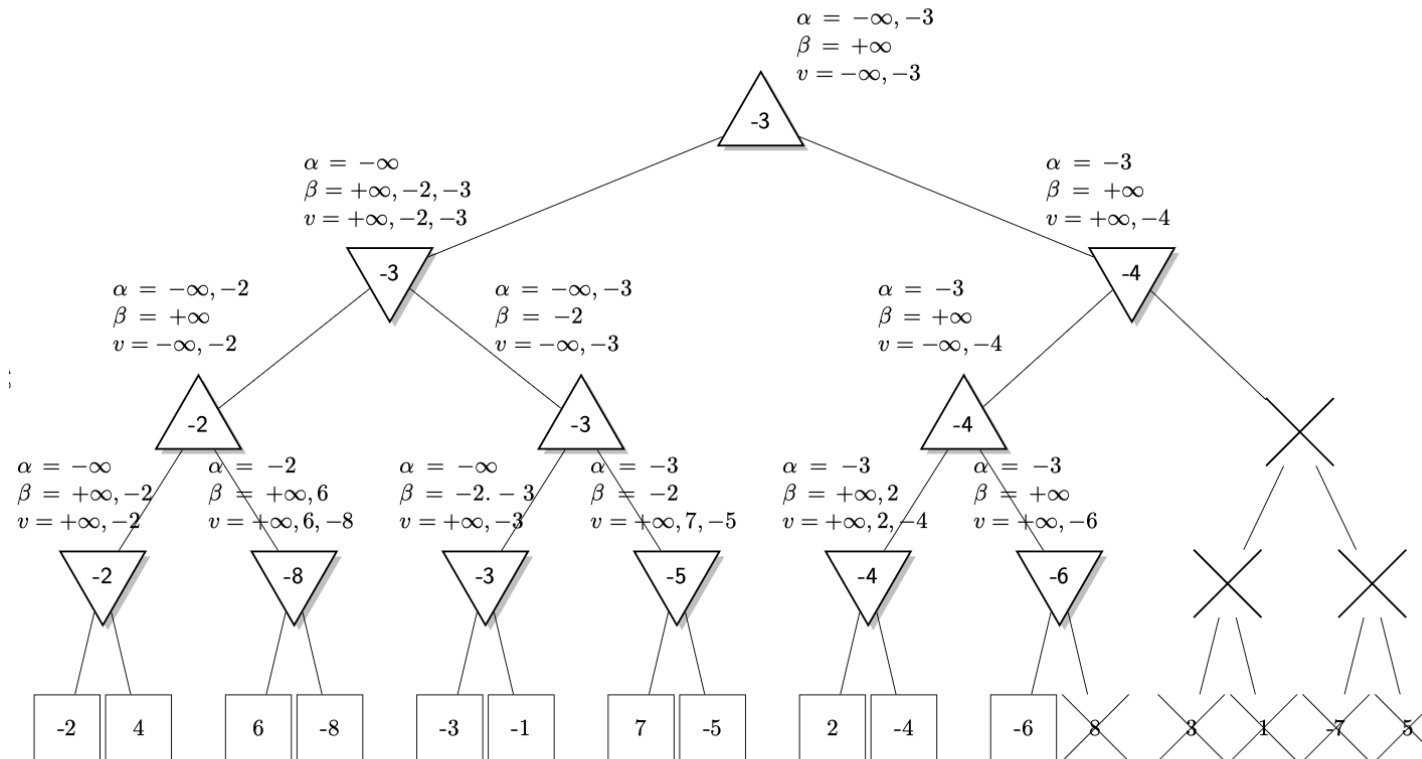 α = −∞, −3
β = +∞
v = −∞, −3
-3
α = −∞
β = +∞, −2, −3
v = +∞, −2, −3
-3
α = −3
β = +∞
v = +∞, −4
-4
α = −∞, −2
β = +∞
v = −∞, −2
-2
α = −∞, −3
β = −2
v = −∞, −3
-3
α = −3
β = +∞
v = −∞, −4
-4
α = −∞
β = +∞, −2
v = +∞, −2
-2
α = −2
β = +∞, 6
v = +∞, 6, −8
-8
α = −∞
β = −2. − 3
v = +∞, −3
-3
α = −3
β = −2
v = +∞, 7, −5
-5
α = −3
β = +∞, 2
v = +∞, 2, −4
-4
α = −3
β = +∞
v = +∞, −6
-6
-2 4 6 -8 -3 -1 7 -5 2 -4 -6 8 3 1 -7 5